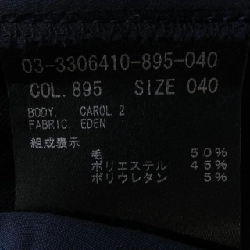 03-3306410-895-040
COL. 895 SIZE 040
BODY. CAROL 2
FABRIC EDEN
組成表示
毛 50%
ポリエステル 45%
ポリウレタン 5%